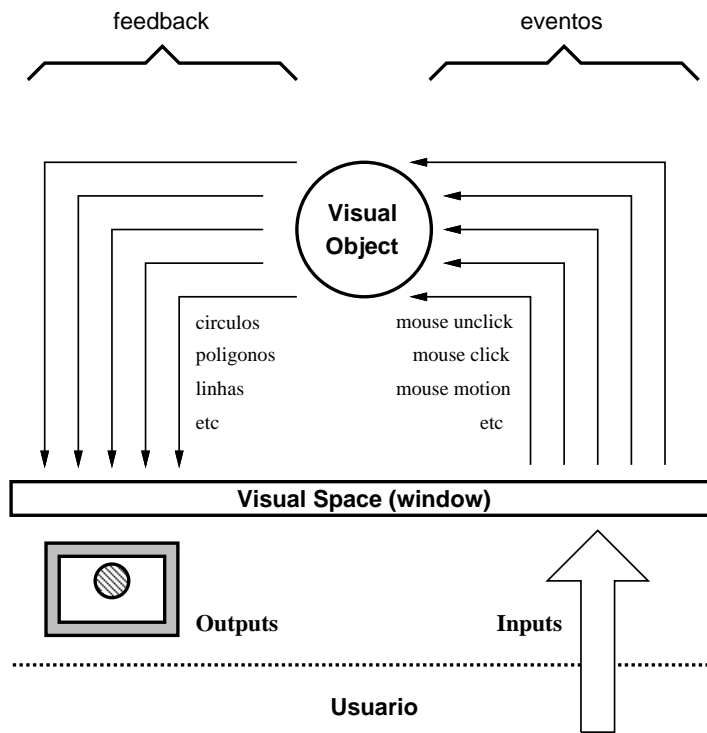 feedback
eventos
Visual
Object
circulos
poligonos
linhas
etc
mouse unclick
mouse click
mouse motion
etc
Visual Space (window)
Outputs
Inputs
Usuario